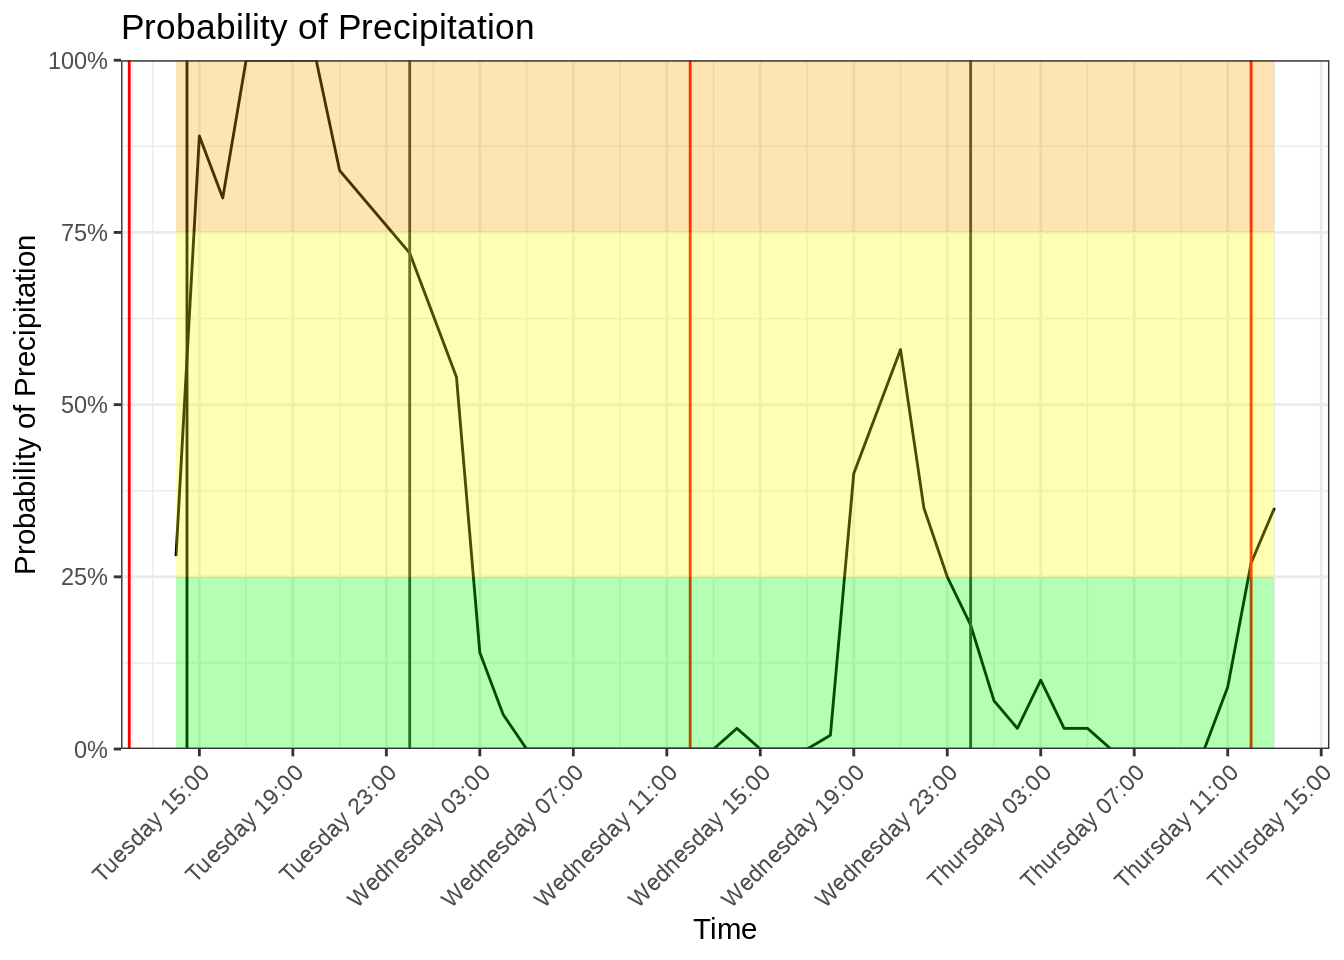 Probability of Precipitation
Probability of Precipitation
100%
75%
50%
25%
0%
Tuesday 15:00
Tuesday 19:00
Tuesday 23:00
Wednesday 03:00
Wednesday 07:00
Wednesday 11:00
Wednesday 15:00
Wednesday 19:00
Wednesday 23:00
Thursday 03:00
Thursday 07:00
Thursday 11:00
Thursday 15:00
Time